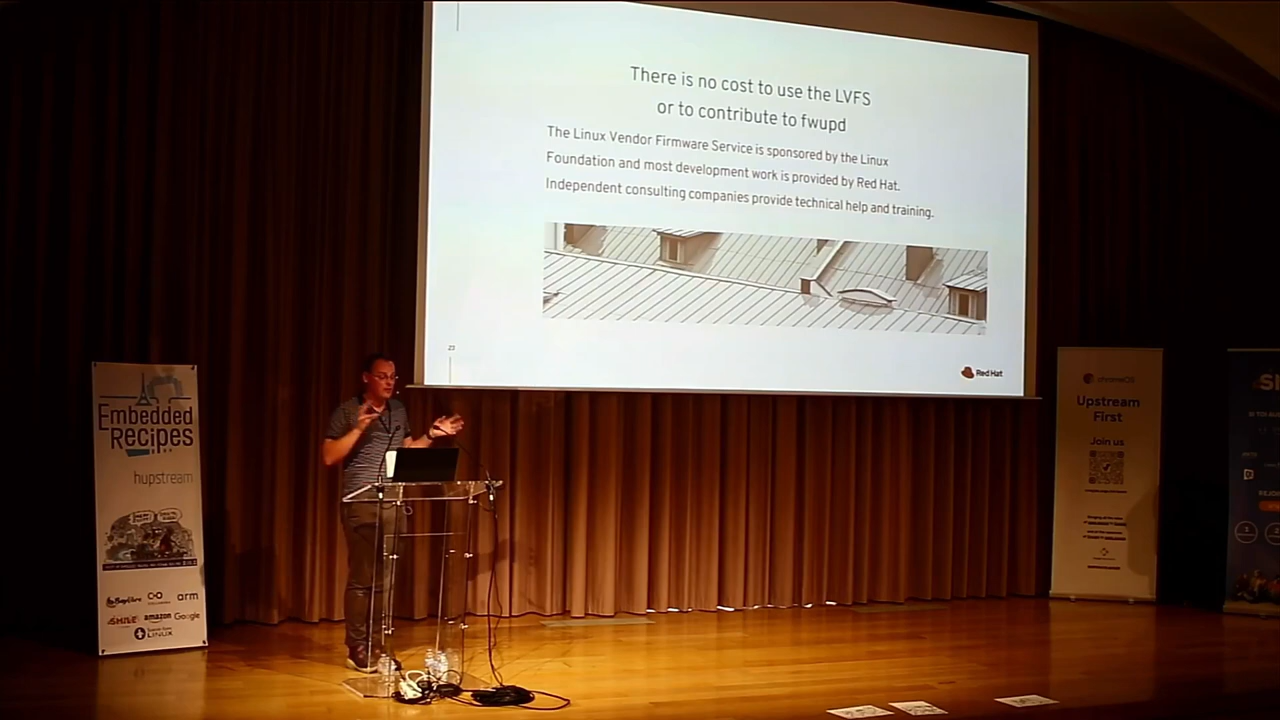 There is no cost to use the LVFS
or to contribute to fwupd
The Linux Vendor Firmware Service is sponsored by the Linux
Foundation and most development work is provided by Red Hat.
Independent consulting companies provide technical help and training.
23
Red Hat
Embedded
Recipes
hupstream
arm
amazon Google
LINUX
chromeOS
Upstream
First
Join us